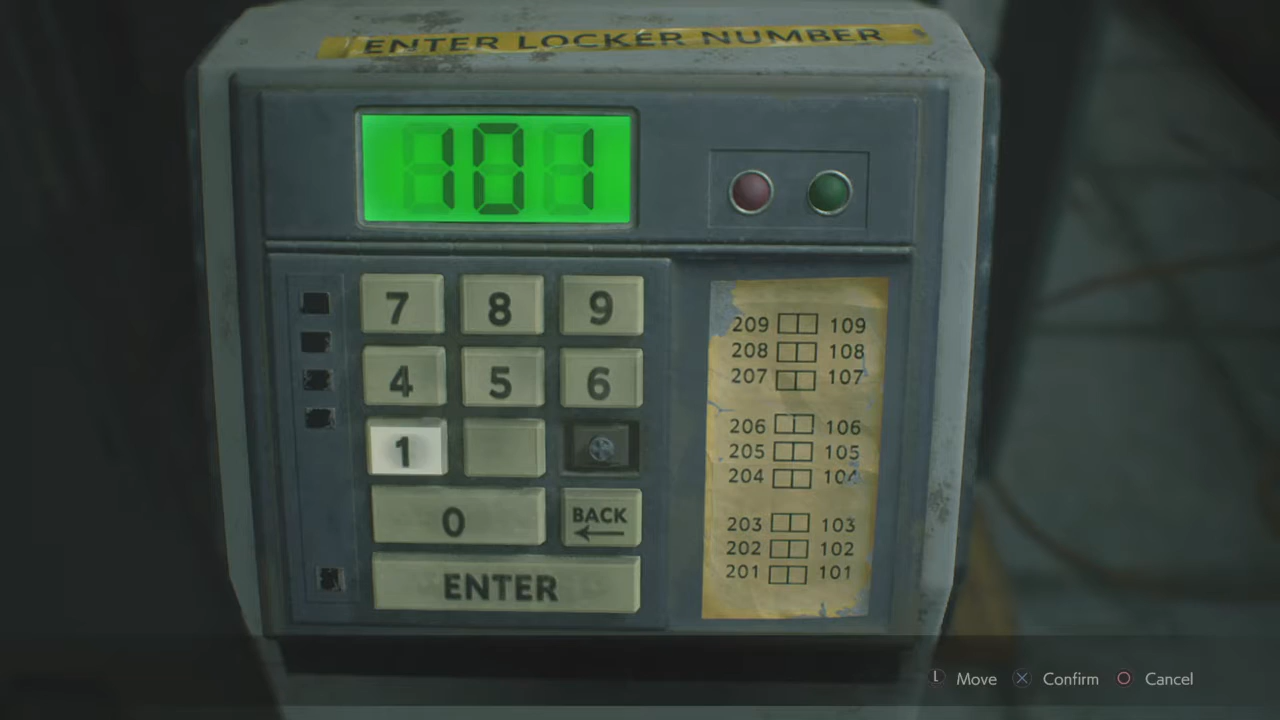 ENTER LOCKER NUMBER
101
7 8 9
4 5 6
1
0 BACK
ENTER
209 109
208 108
207 107
206 106
205 105
204 104
203 103
202 102
201 101
L Move Confirm Cancel